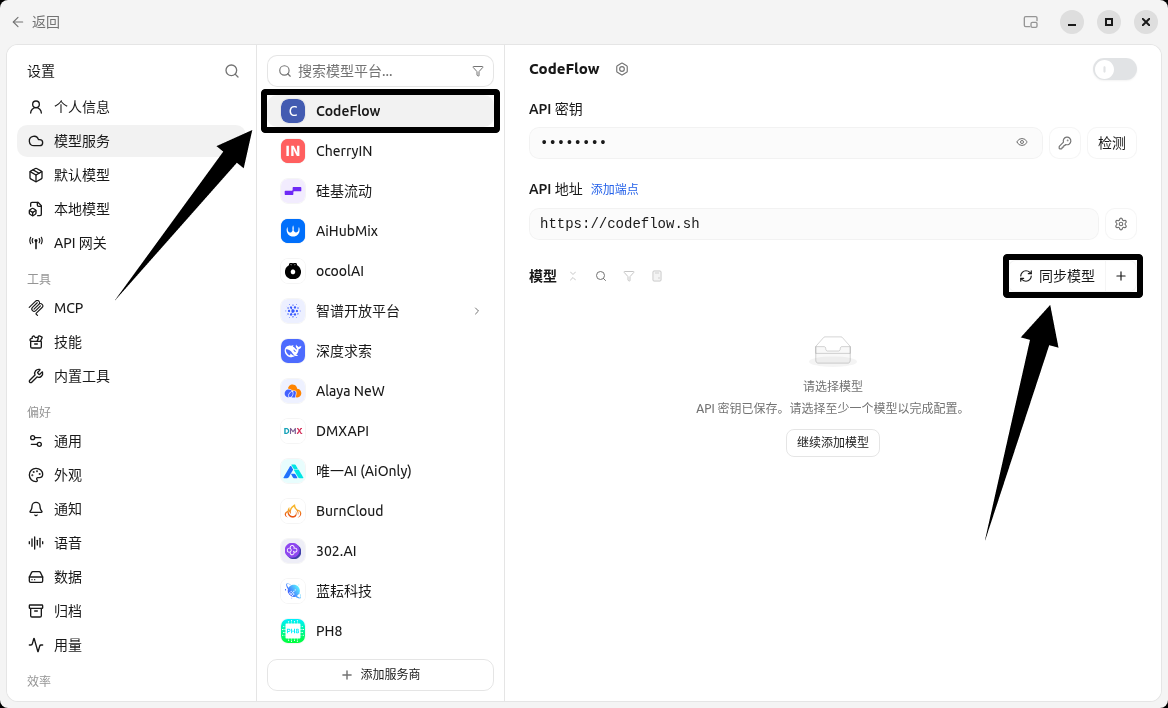 返回
设置
个人信息
模型服务
默认模型
本地模型
API 网关
工具
MCP
技能
内置工具
偏好
通用
外观
通知
语音
数据
归档
用量
效率
搜索模型平台...
C CodeFlow
IN CherryIN
硅基流动
AiHubMix
ocoolAI
智谱开放平台
深度求索
Alaya NeW
DMX DMXAPI
唯一AI (AiOnly)
BurnCloud
302.AI
蓝耘科技
PH8 PH8
添加服务商
CodeFlow
API 密钥
•••••••• 检测
API 地址 添加端点
https://codeflow.sh
模型 同步模型
请选择模型
API 密钥已保存。请选择至少一个模型以完成配置。
继续添加模型